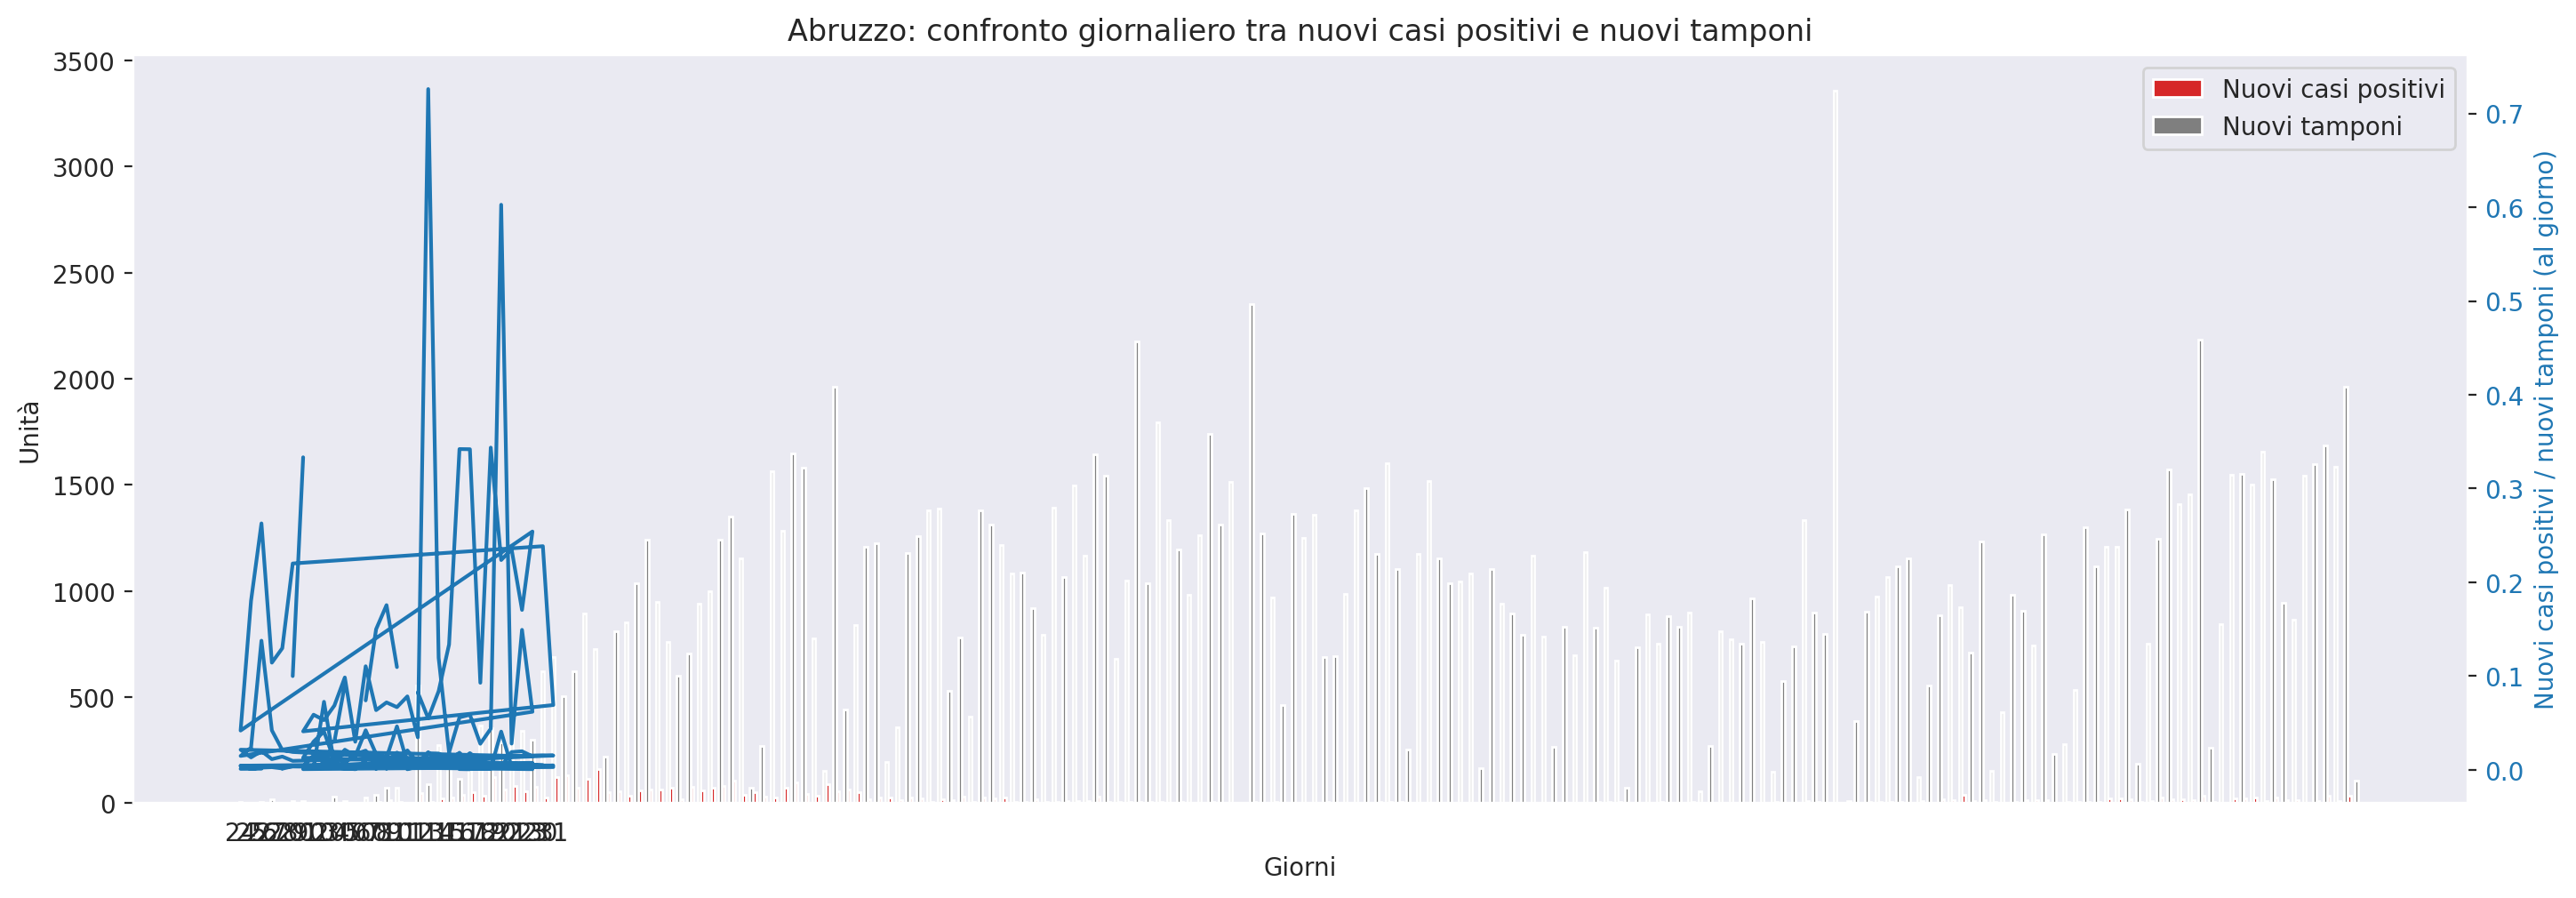 Abruzzo: confronto giornaliero tra nuovi casi positivi e nuovi tamponi
3500
3000
2500
2000
1500
1000
500
0
Unità
Nuovi casi positivi
Nuovi tamponi
0.7
0.6
0.5
0.4
0.3
0.2
0.1
0.0
Nuovi casi positivi / nuovi tamponi (al giorno)
Giorni